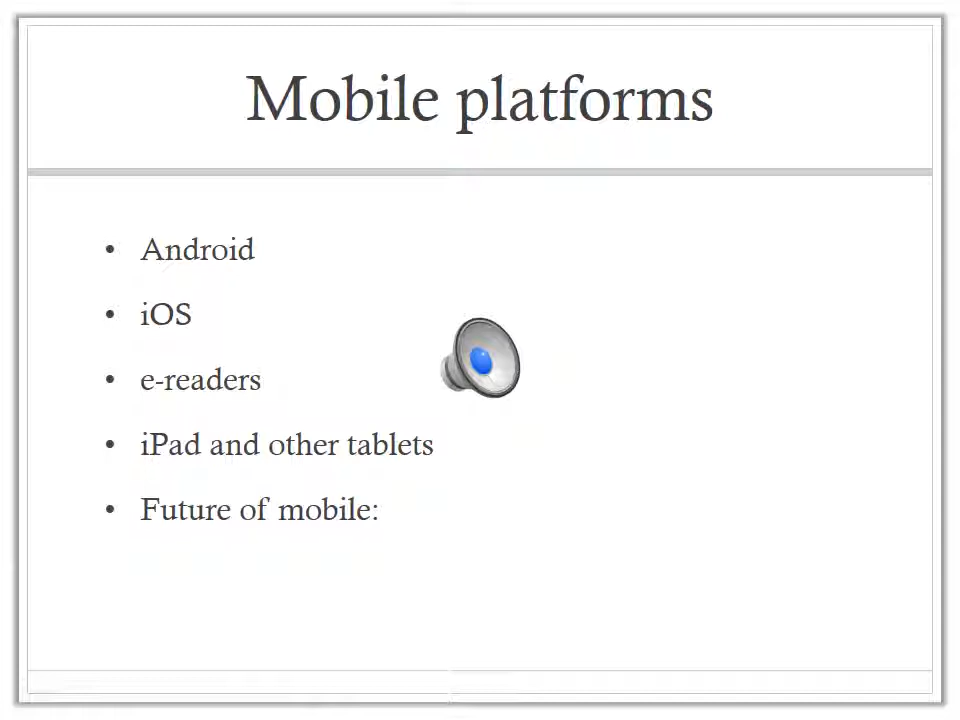 Mobile platforms
• Android
• iOS
• e-readers
• iPad and other tablets
• Future of mobile: